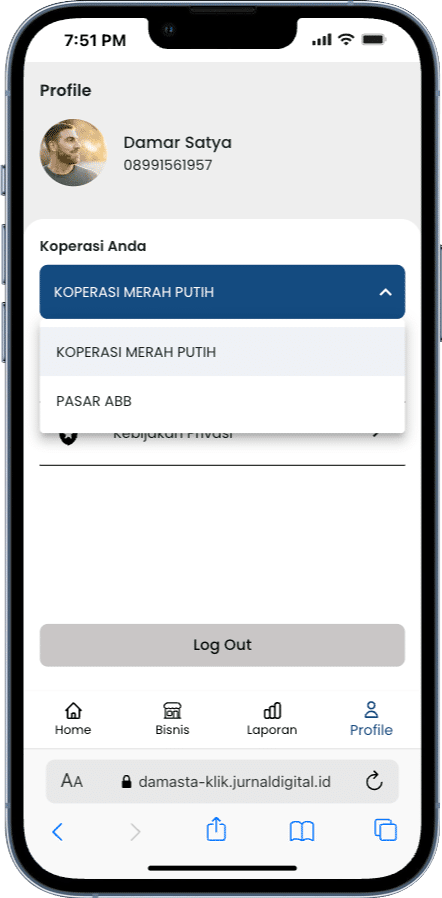 7:51 PM
Profile
Damar Satya
08991561957
Koperasi Anda
KOPERASI MERAH PUTIH
KOPERASI MERAH PUTIH
PASAR ABB
Kebijakan Privasi
Log Out
Home
Bisnis
Laporan
Profile
AA
damasta-klik.jurnaldigital.id